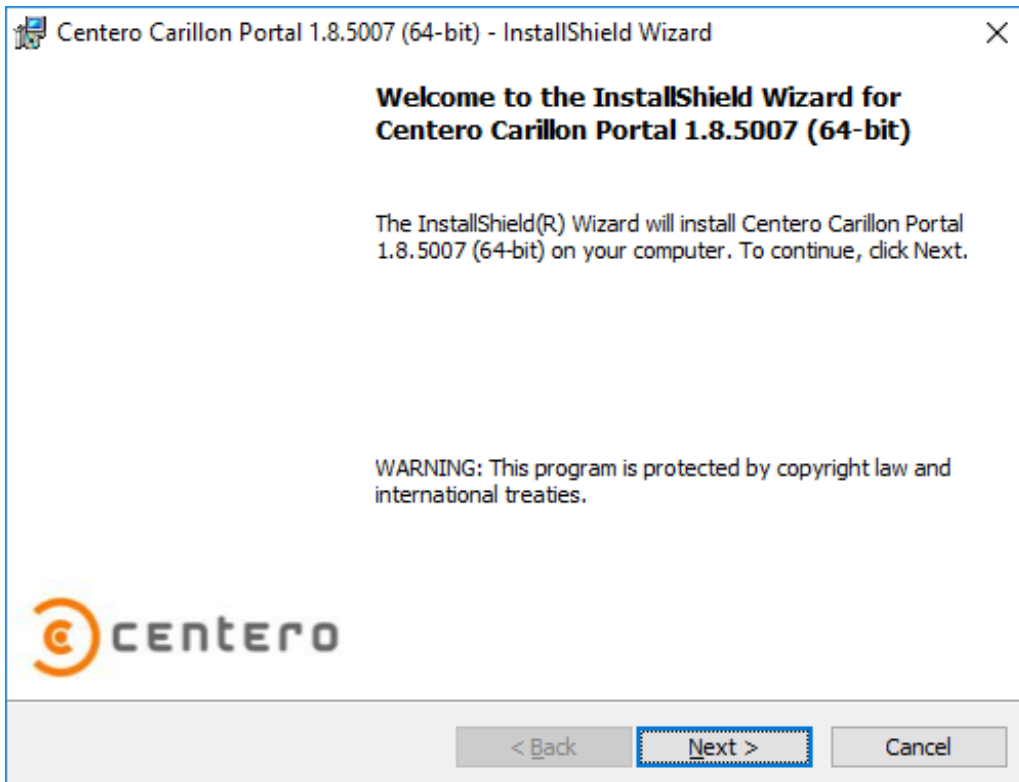 Centero Carillon Portal 1.8.5007 (64-bit) - InstallShield Wizard
Welcome to the InstallShield Wizard for
Centero Carillon Portal 1.8.5007 (64-bit)
The InstallShield(R) Wizard will install Centero Carillon Portal
1.8.5007 (64-bit) on your computer. To continue, click Next.
WARNING: This program is protected by copyright law and
international treaties.
centero
< Back Next > Cancel